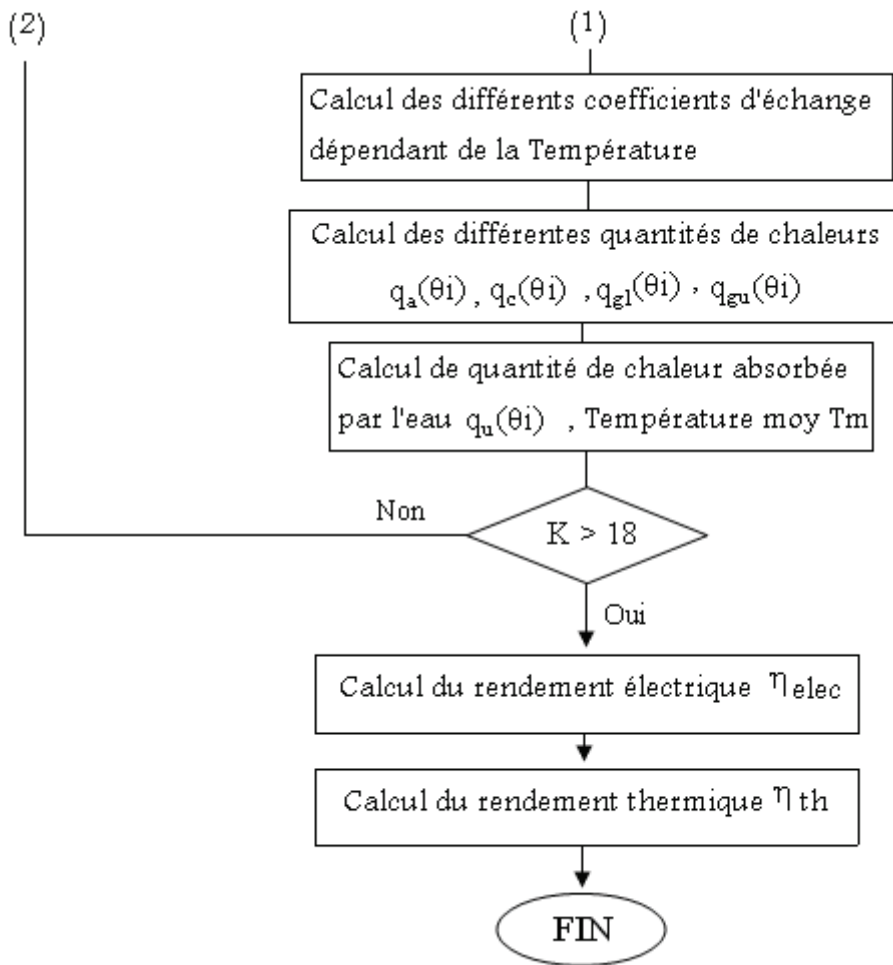 (2)
(1)
Calcul des différents coefficients d'échange
dépendant de la Température
Calcul des différentes quantités de chaleurs
qa(θi) , qc(θi) , qgl(θi) , qgu(θi)
Calcul de quantité de chaleur absorbée
par l'eau qu(θi) , Température moy Tm
Non
K > 18
Oui
Calcul du rendement électrique ηelec
Calcul du rendement thermique ηth
FIN